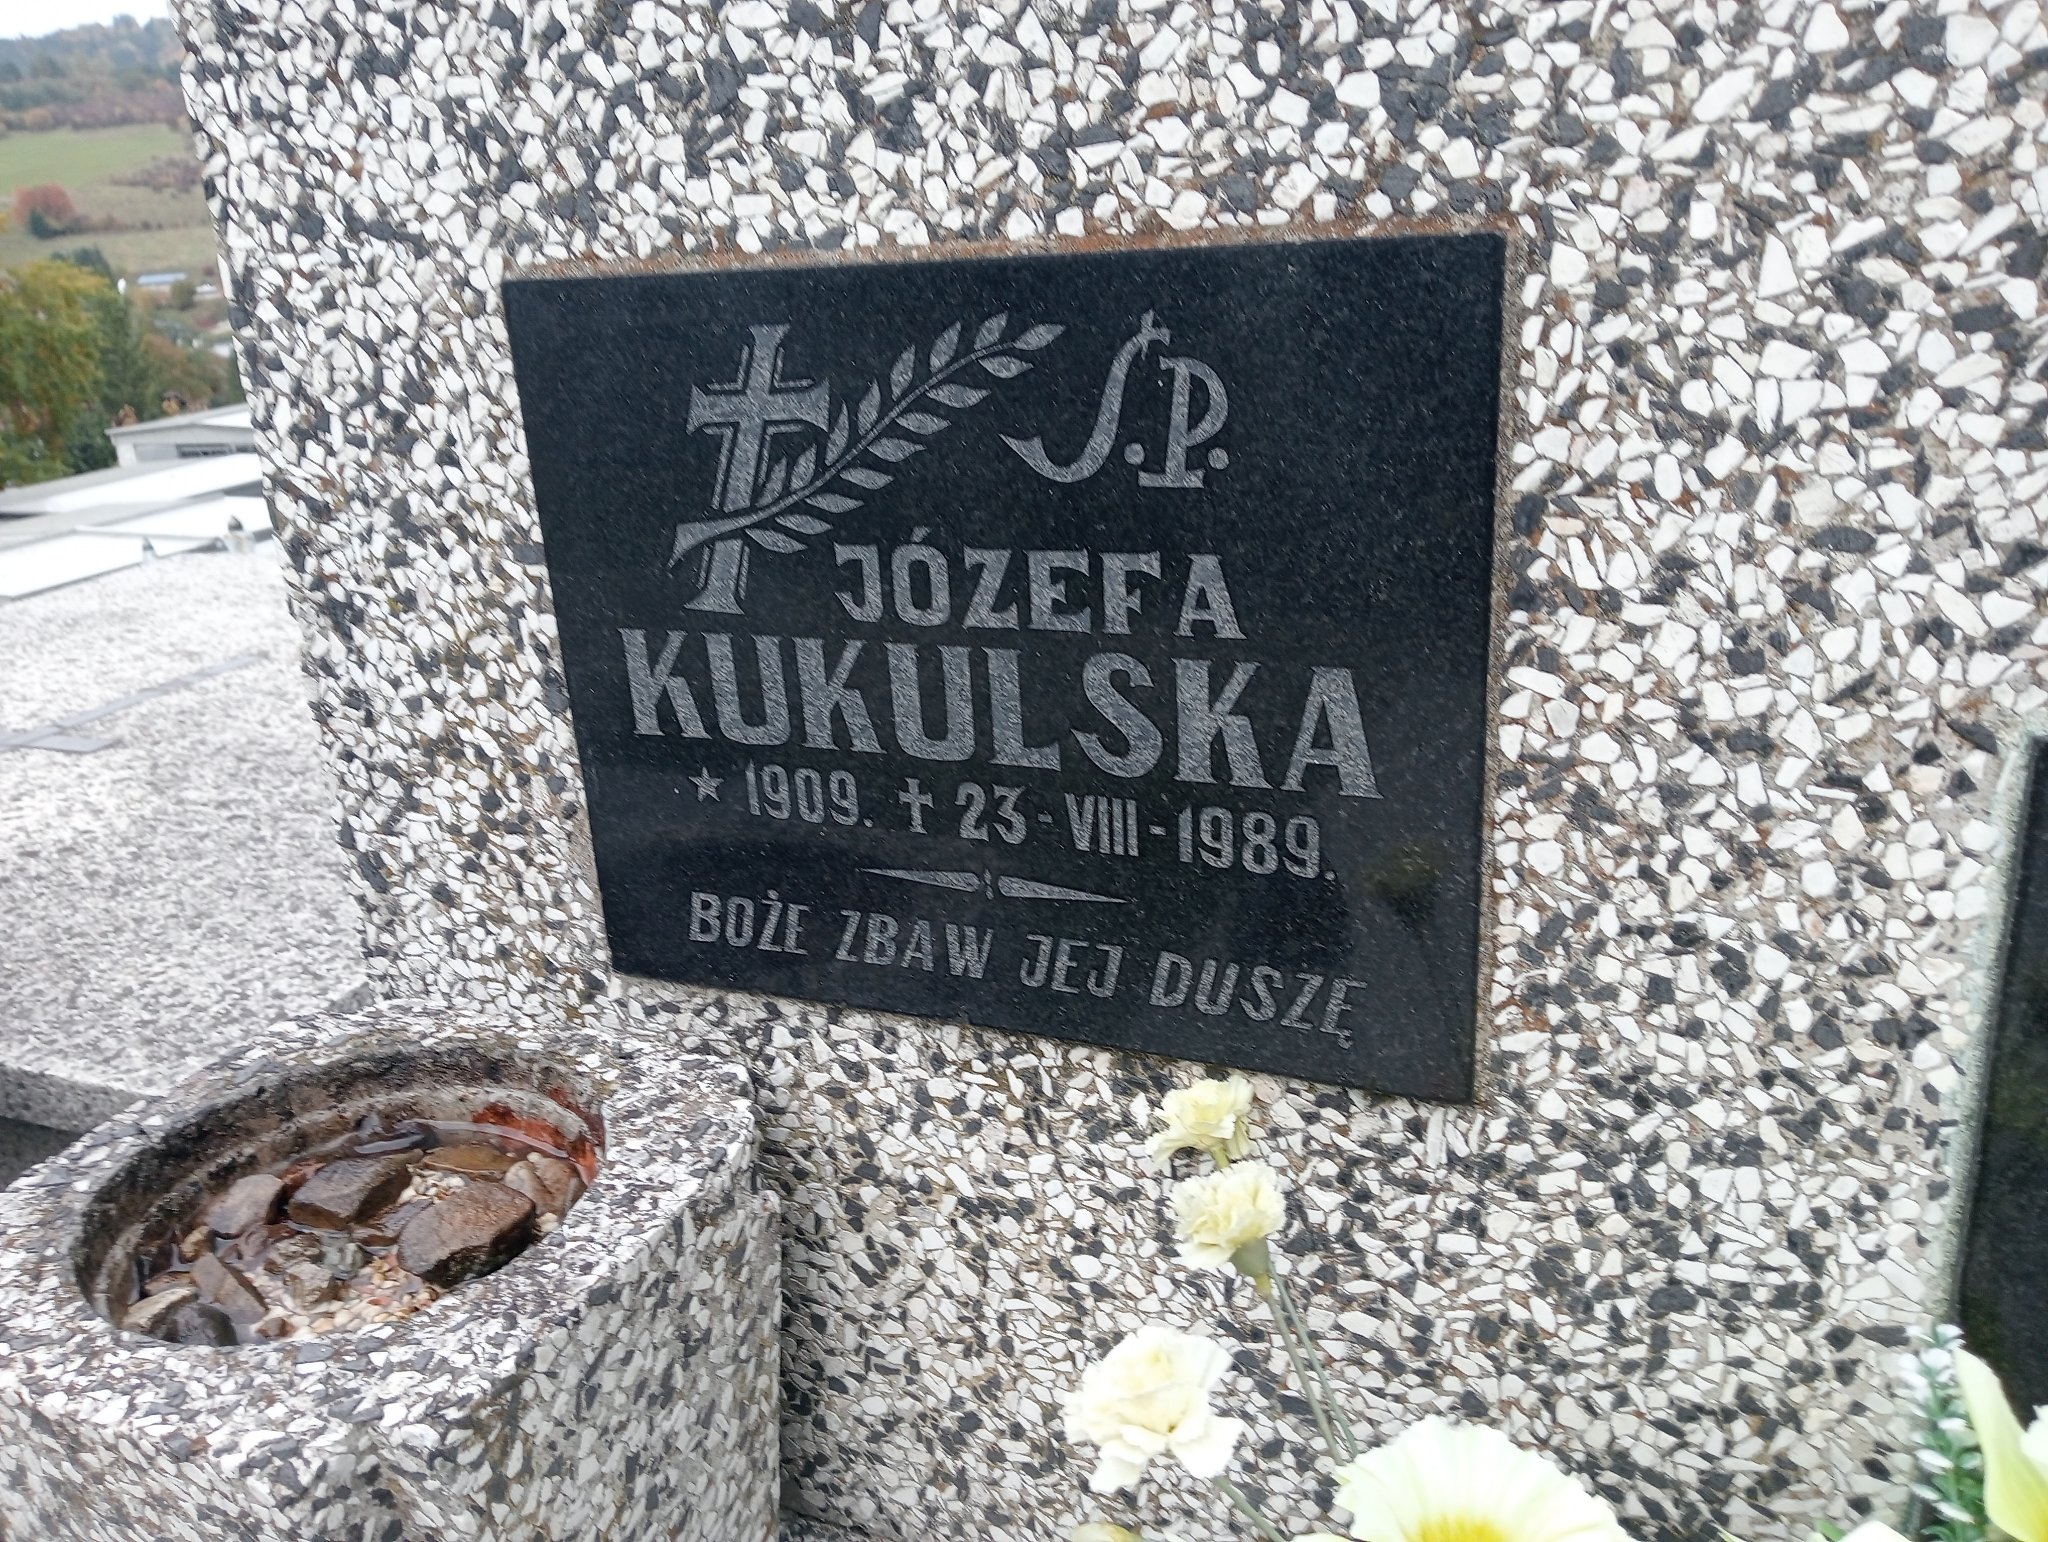 Ś.P.
JÓZEFA
KUKULSKA
★ 1909. ✝ 23-VIII-1989.
BOŻE ZBAW JEJ DUSZĘ